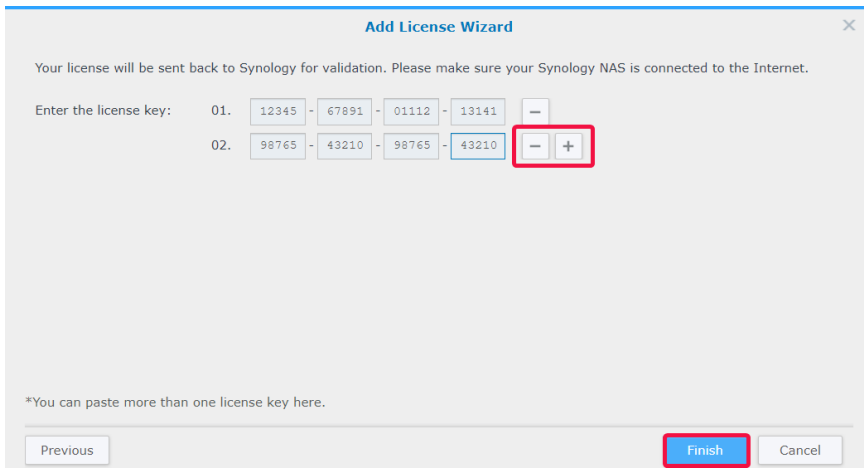 Add License Wizard
Your license will be sent back to Synology for validation. Please make sure your Synology NAS is connected to the Internet.
Enter the license key: 01. 12345 - 67891 - 01112 - 13141 −
02. 98765 - 43210 - 98765 - 43210 − +
*You can paste more than one license key here.
Previous Finish Cancel